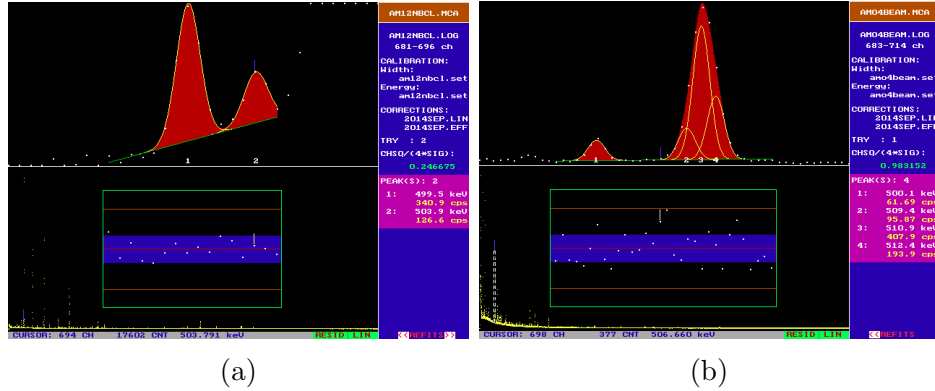 AM12NBCL.MCA
AM12NBCL.LOG
681-696 ch
CALIBRATION:
Width:
am12nbcl.set
Energy:
am12nbcl.set
CORRECTIONS:
2014SEP.LIN
2014SEP.EFF
TRY : 2
CHSQ/(4*SIG):
0.246675
PEAK(S): 2
1: 499.5 keV
340.9 cps
2: 503.9 keV
126.6 cps
1 2
CURSOR: 694 CH 17602 CNT 503.791 keV RESID LIN <<REFITS>>
(a)
AM04BEAM.MCA
AM04BEAM.LOG
683-714 ch
CALIBRATION:
Width:
am04beam.set
Energy:
am04beam.set
CORRECTIONS:
2014SEP.LIN
2014SEP.EFF
TRY : 1
CHSQ/(4*SIG):
0.983152
PEAK(S): 4
1: 500.1 keV
61.69 cps
2: 509.4 keV
95.87 cps
3: 510.9 keV
407.9 cps
4: 512.4 keV
193.9 cps
1 2 3 4
CURSOR: 698 CH 377 CNT 506.660 keV RESID LIN <<REFITS
(b)